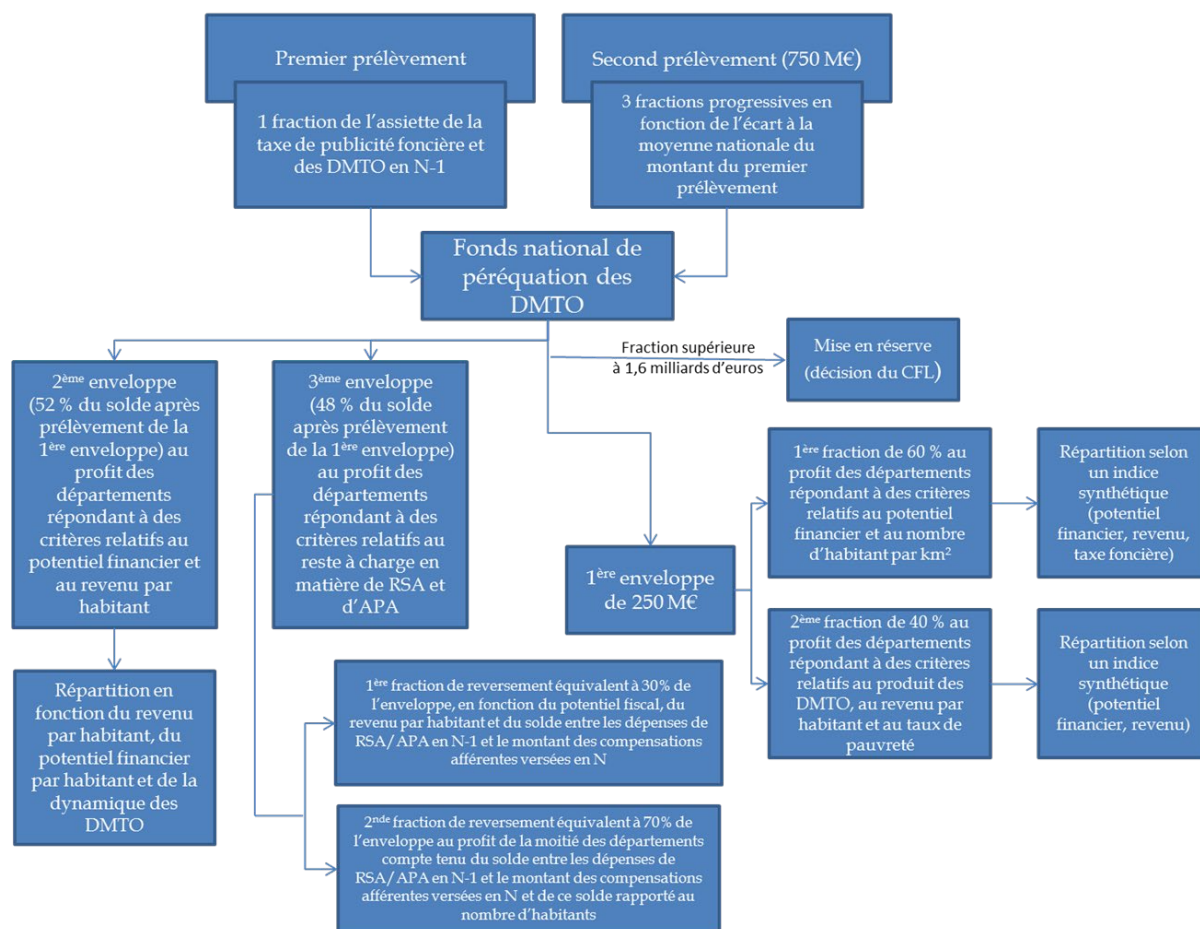 Premier prélèvement
1 fraction de l'assiette de la
taxe de publicité foncière et
des DMTO en N-1
Second prélèvement (750 M€)
3 fractions progressives en
fonction de l'écart à la
moyenne nationale du
montant du premier
prélèvement
Fonds national de
péréquation des
DMTO
Fraction supérieure
à 1,6 milliards d'euros
Mise en réserve
(décision du CFL)
2ème enveloppe
(52 % du solde après
prélèvement de la
1ère enveloppe) au
profit des
départements
répondant à des
critères relatifs au
potentiel financier et
au revenu par
habitant
3ème enveloppe
(48 % du solde
après prélèvement
de la 1ère enveloppe)
au profit des
départements
répondant à des
critères relatifs au
reste à charge en
matière de RSA et
d'APA
1ère enveloppe
de 250 M€
1ère fraction de 60 % au
profit des départements
répondant à des critères
relatifs au potentiel
financier et au nombre
d'habitant par km²
Répartition selon
un indice
synthétique
(potentiel
financier, revenu,
taxe foncière)
2ème fraction de 40 % au
profit des départements
répondant à des critères
relatifs au produit des
DMTO, au revenu par
habitant et au taux de
pauvreté
Répartition selon
un indice
synthétique
(potentiel
financier, revenu)
Répartition en
fonction du revenu
par habitant, du
potentiel financier
par habitant et de la
dynamique des
DMTO
1ère fraction de reversement équivalent à 30% de
l'enveloppe, en fonction du potentiel fiscal, du
revenu par habitant et du solde entre les dépenses de
RSA/APA en N-1 et le montant des compensations
afférentes versées en N
2nde fraction de reversement équivalent à 70% de
l'enveloppe au profit de la moitié des départements
compte tenu du solde entre les dépenses de
RSA/APA en N-1 et le montant des compensations
afférentes versées en N et de ce solde rapporté au
nombre d'habitants